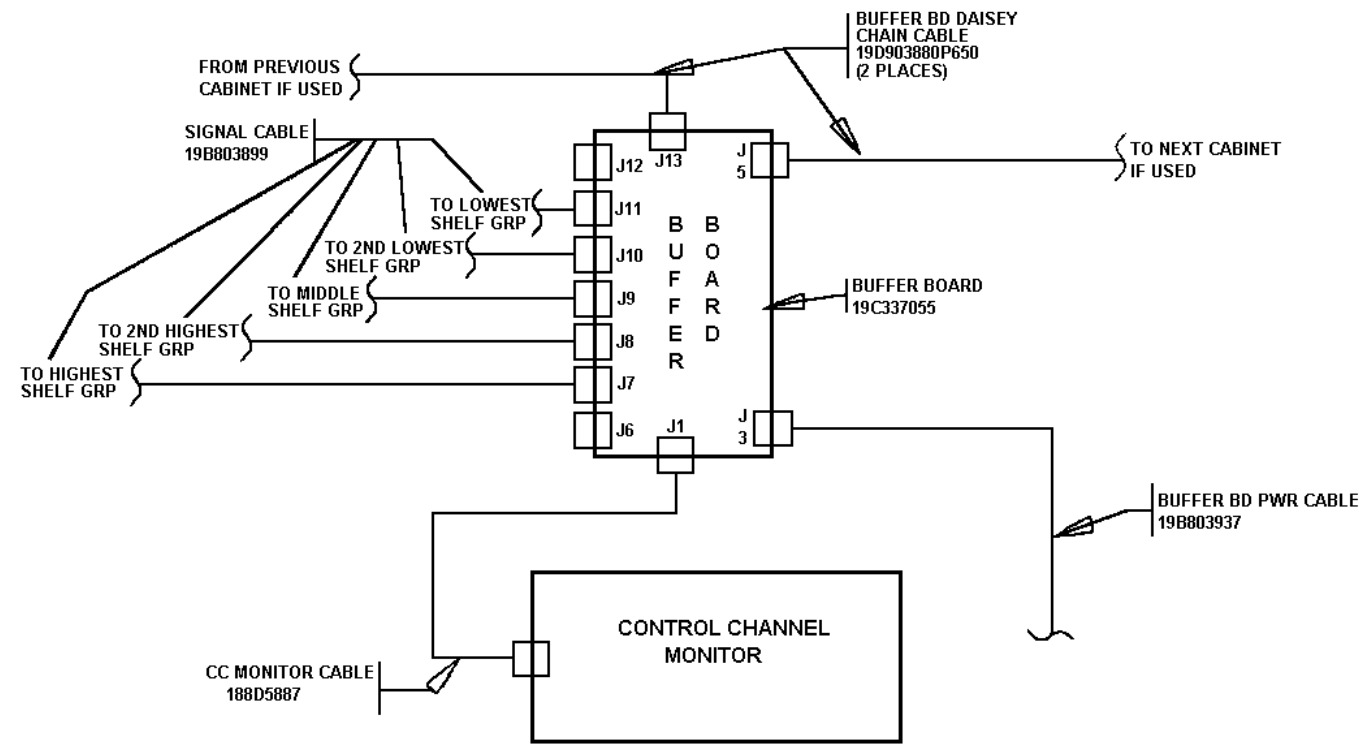 BUFFER BD DAISEY
CHAIN CABLE
19D903880P650
(2 PLACES)
FROM PREVIOUS
CABINET IF USED
SIGNAL CABLE
19B803899
TO NEXT CABINET
IF USED
J12
J13
J
5
TO LOWEST
SHELF GRP
J11
TO 2ND LOWEST
SHELF GRP
J10
TO MIDDLE
SHELF GRP
J9
TO 2ND HIGHEST
SHELF GRP
J8
TO HIGHEST
SHELF GRP
J7
J6
J1
J
3
BUFFER
BOARD
BUFFER BOARD
19C337055
BUFFER BD PWR CABLE
19B803937
CONTROL CHANNEL
MONITOR
CC MONITOR CABLE
188D5887